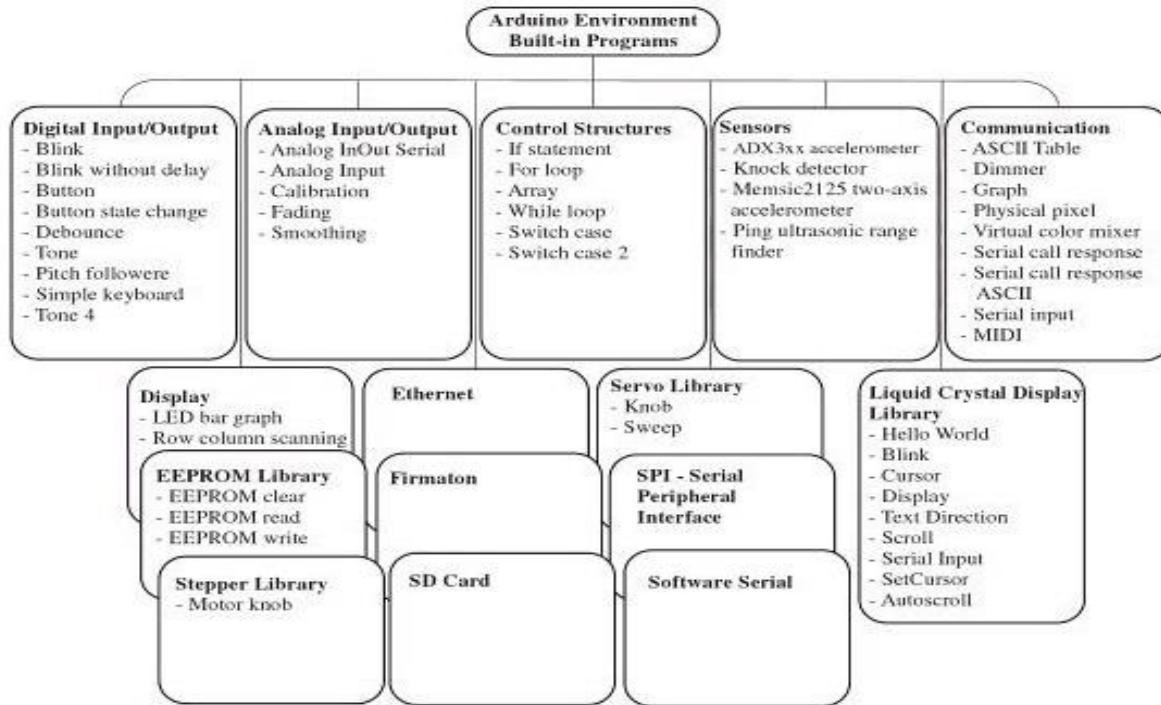 Arduino Environment
Built-in Programs
Digital Input/Output
- Blink
- Blink without delay
- Button
- Button state change
- Debounce
- Tone
- Pitch followere
- Simple keyboard
- Tone 4
Analog Input/Output
- Analog InOut Serial
- Analog Input
- Calibration
- Fading
- Smoothing
Control Structures
- If statement
- For loop
- Array
- While loop
- Switch case
- Switch case 2
Sensors
- ADX3xx accelerometer
- Knock detector
- Memsic2125 two-axis
accelerometer
- Ping ultrasonic range
finder
Communication
- ASCII Table
- Dimmer
- Graph
- Physical pixel
- Virtual color mixer
- Serial call response
- Serial call response
ASCII
- Serial input
- MIDI
Display
- LED bar graph
- Row column scanning
Ethernet
Servo Library
- Knob
- Sweep
Liquid Crystal Display
Library
- Hello World
- Blink
- Cursor
- Display
- Text Direction
- Scroll
- Serial Input
- SetCursor
- Autoscroll
EEPROM Library
- EEPROM clear
- EEPROM read
- EEPROM write
Firmaton
SPI - Serial
Peripheral
Interface
Stepper Library
- Motor knob
SD Card
Software Serial